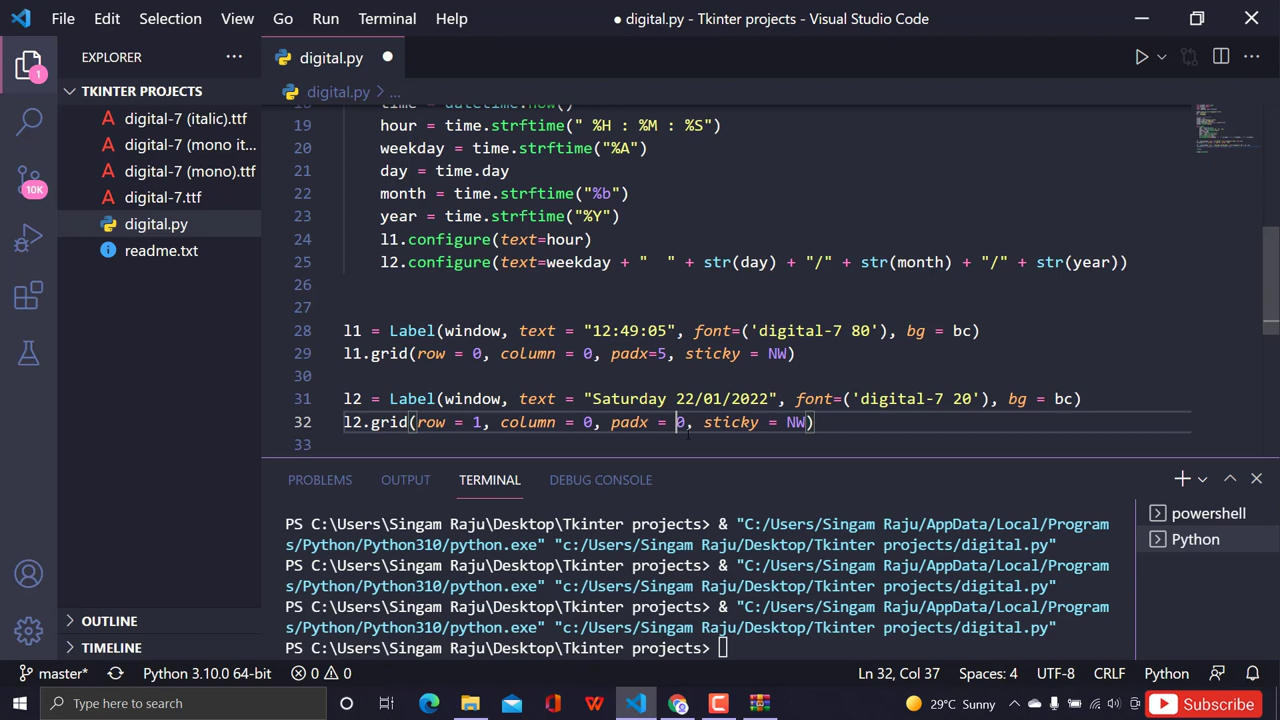 File Edit Selection View Go Run Terminal Help
● digital.py - Tkinter projects - Visual Studio Code
EXPLORER
1
TKINTER PROJECTS
digital-7 (italic).ttf
digital-7 (mono it...
digital-7 (mono).ttf
digital-7.ttf
digital.py
readme.txt
10K
OUTLINE
TIMELINE
digital.py
digital.py > ...
18 time = datetime.now()
19 hour = time.strftime(" %H : %M : %S")
20 weekday = time.strftime("%A")
21 day = time.day
22 month = time.strftime("%b")
23 year = time.strftime("%Y")
24 l1.configure(text=hour)
25 l2.configure(text=weekday + "  " + str(day) + "/" + str(month) + "/" + str(year))
26
27
28 l1 = Label(window, text = "12:49:05", font=('digital-7 80'), bg = bc)
29 l1.grid(row = 0, column = 0, padx=5, sticky = NW)
30
31 l2 = Label(window, text = "Saturday 22/01/2022", font=('digital-7 20'), bg = bc)
32 l2.grid(row = 1, column = 0, padx = 0, sticky = NW)
33
PROBLEMS OUTPUT TERMINAL DEBUG CONSOLE
PS C:\Users\Singam Raju\Desktop\Tkinter projects> & "C:/Users/Singam Raju/AppData/Local/Program
s/Python/Python310/python.exe" "c:/Users/Singam Raju/Desktop/Tkinter projects/digital.py"
PS C:\Users\Singam Raju\Desktop\Tkinter projects> & "C:/Users/Singam Raju/AppData/Local/Program
s/Python/Python310/python.exe" "c:/Users/Singam Raju/Desktop/Tkinter projects/digital.py"
PS C:\Users\Singam Raju\Desktop\Tkinter projects> & "C:/Users/Singam Raju/AppData/Local/Program
s/Python/Python310/python.exe" "c:/Users/Singam Raju/Desktop/Tkinter projects/digital.py"
PS C:\Users\Singam Raju\Desktop\Tkinter projects>
powershell
Python
master* Python 3.10.0 64-bit 0 0 Ln 32, Col 37 Spaces: 4 UTF-8 CRLF Python
Type here to search 29°C Sunny Subscribe